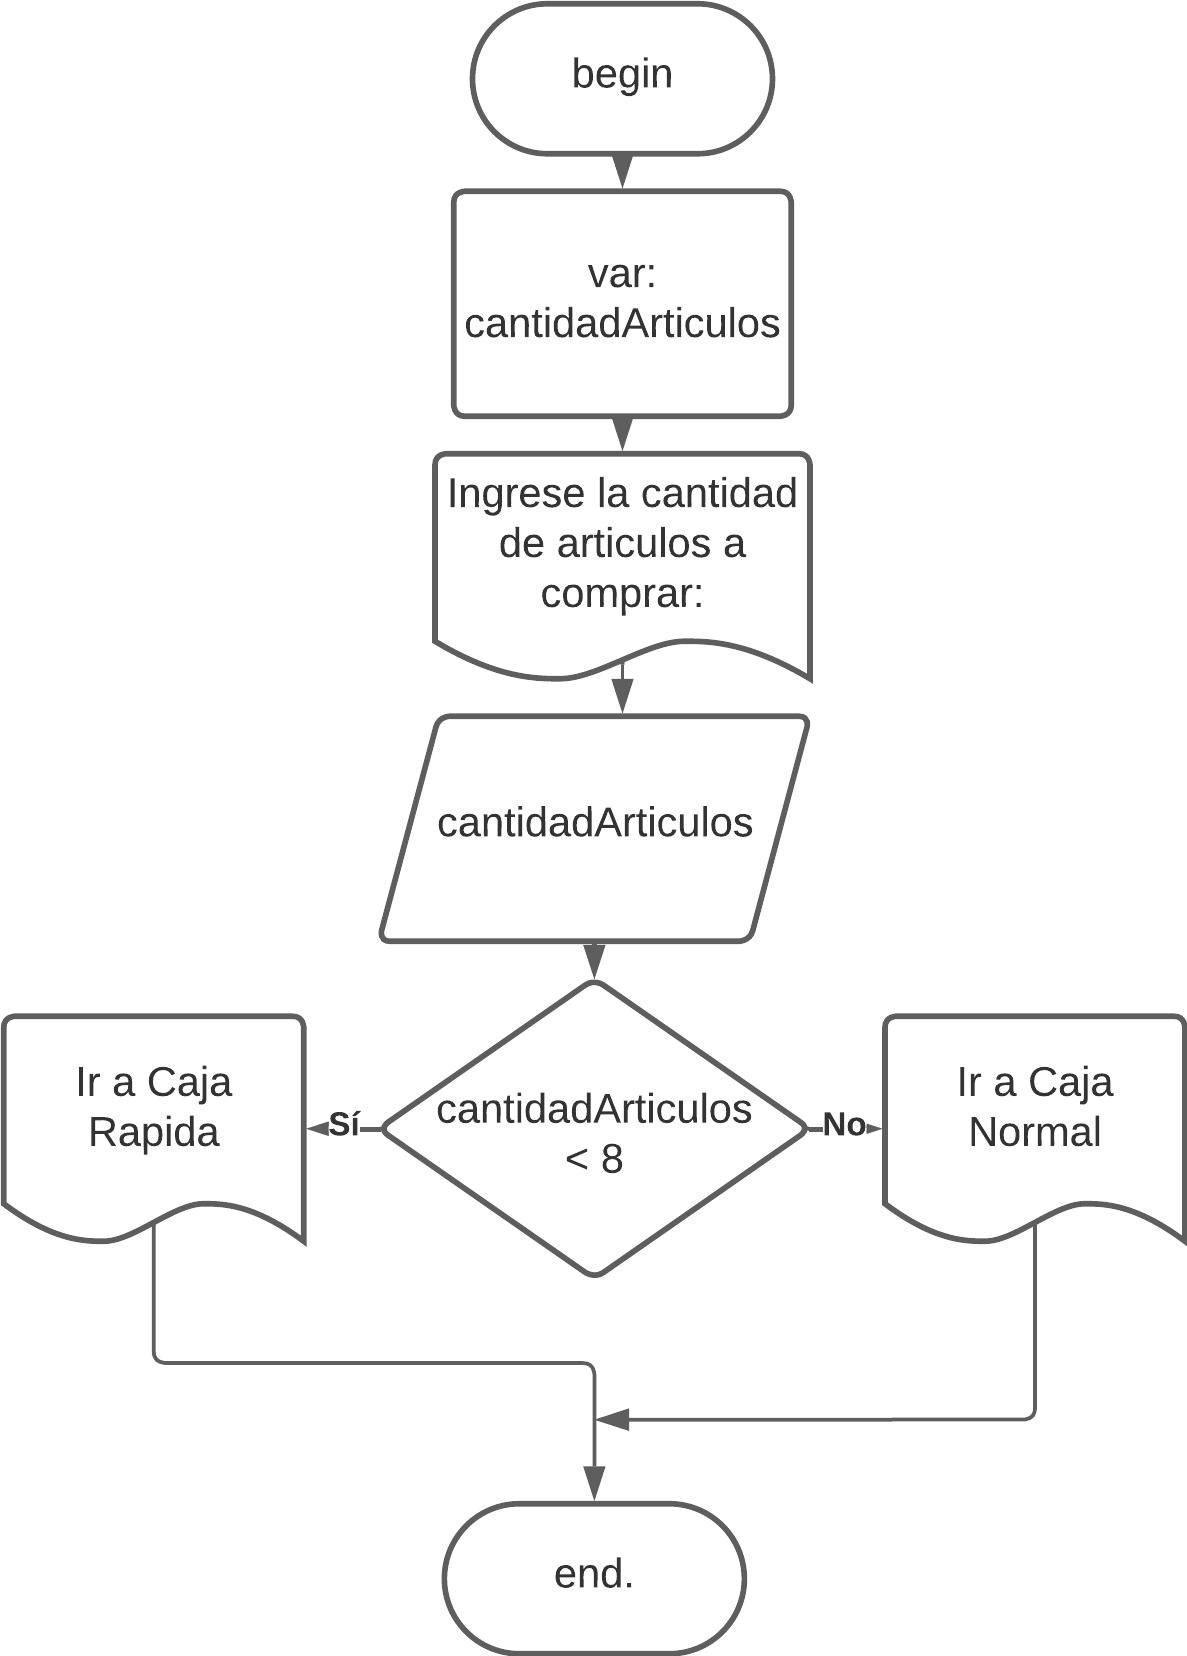 begin
var:
cantidadArticulos
Ingrese la cantidad
de articulos a
comprar:
cantidadArticulos
Ir a Caja
Rapida
Sí
cantidadArticulos
< 8
No
Ir a Caja
Normal
end.